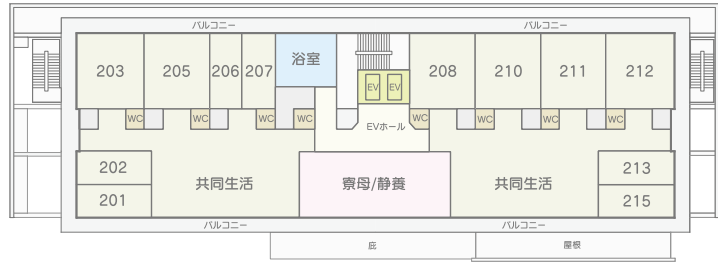 バルコニー
バルコニー
203
205
206
207
浴室
EV
EV
208
210
211
212
WC
WC
WC
WC
EVホール
WC
WC
WC
WC
202
201
共同生活
寮母/静養
共同生活
213
215
バルコニー
バルコニー
庇
屋根